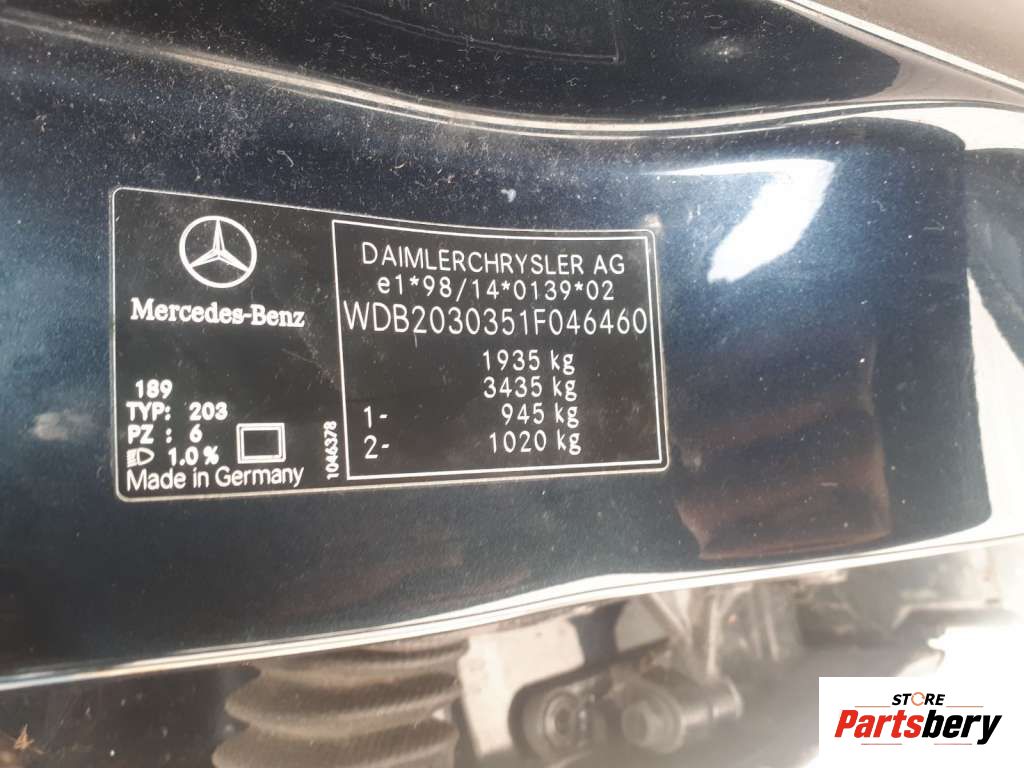 Mercedes-Benz
189
TYP: 203
PZ : 6
1.0 %
Made in Germany
1046378
DAIMLERCHRYSLER AG
e1*98/14*0139*02
WDB2030351F046460
1935 kg
3435 kg
1- 945 kg
2- 1020 kg
STORE
Partsbery